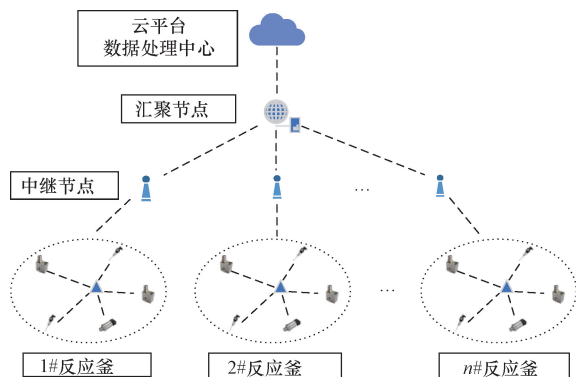 云平台
数据处理中心
汇聚节点
中继节点
…
…
1#反应釜
2#反应釜
n#反应釜